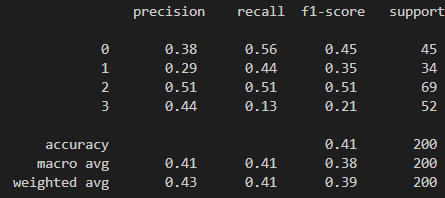 precision recall f1-score support
0 0.38 0.56 0.45 45
1 0.29 0.44 0.35 34
2 0.51 0.51 0.51 69
3 0.44 0.13 0.21 52
accuracy 0.41 200
macro avg 0.41 0.41 0.38 200
weighted avg 0.43 0.41 0.39 200